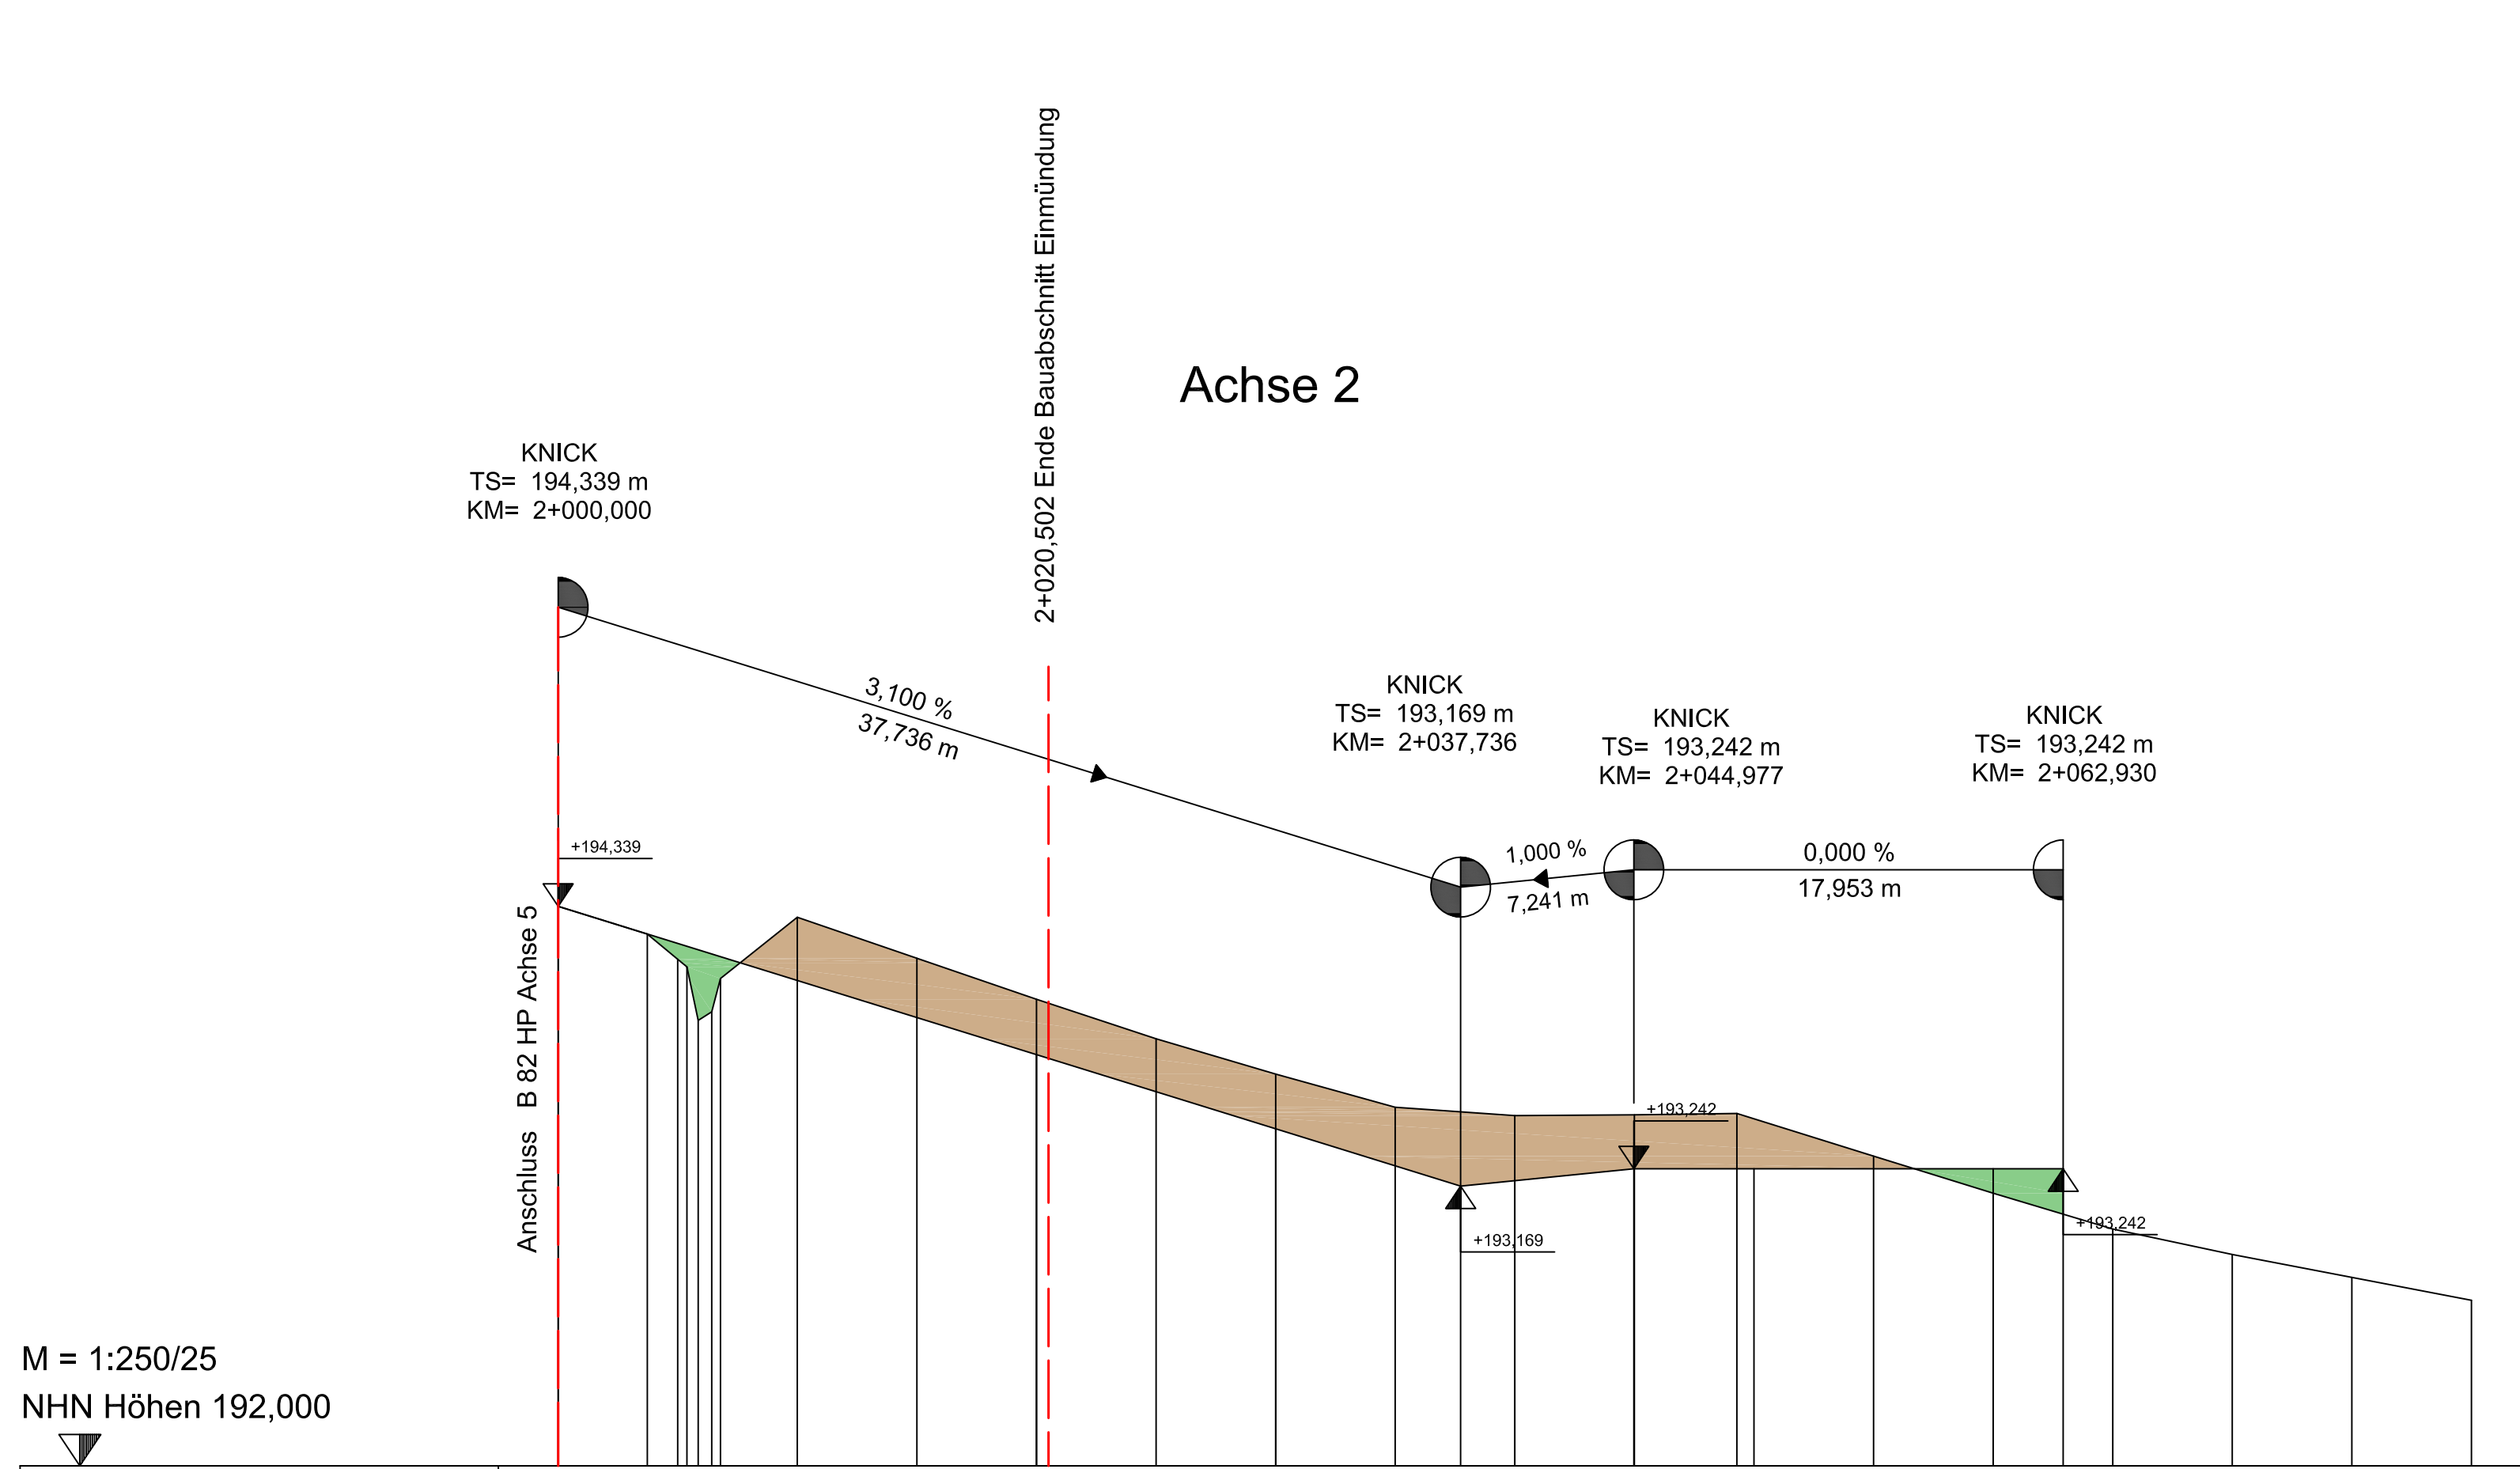 2+020,502 Ende Bauabschnitt Einmündung
Achse 2
KNICK
TS= 194,339 m
KM= 2+000,000
3,100 %
37,736 m
KNICK
TS= 193,169 m
KM= 2+037,736
KNICK
TS= 193,242 m
KM= 2+044,977
KNICK
TS= 193,242 m
KM= 2+062,930
1,000 %
7,241 m
0,000 %
17,953 m
+194,339
Anschluss B 82 HP Achse 5
+193,242
+193,169
+193,242
M = 1:250/25
NHN Höhen 192,000